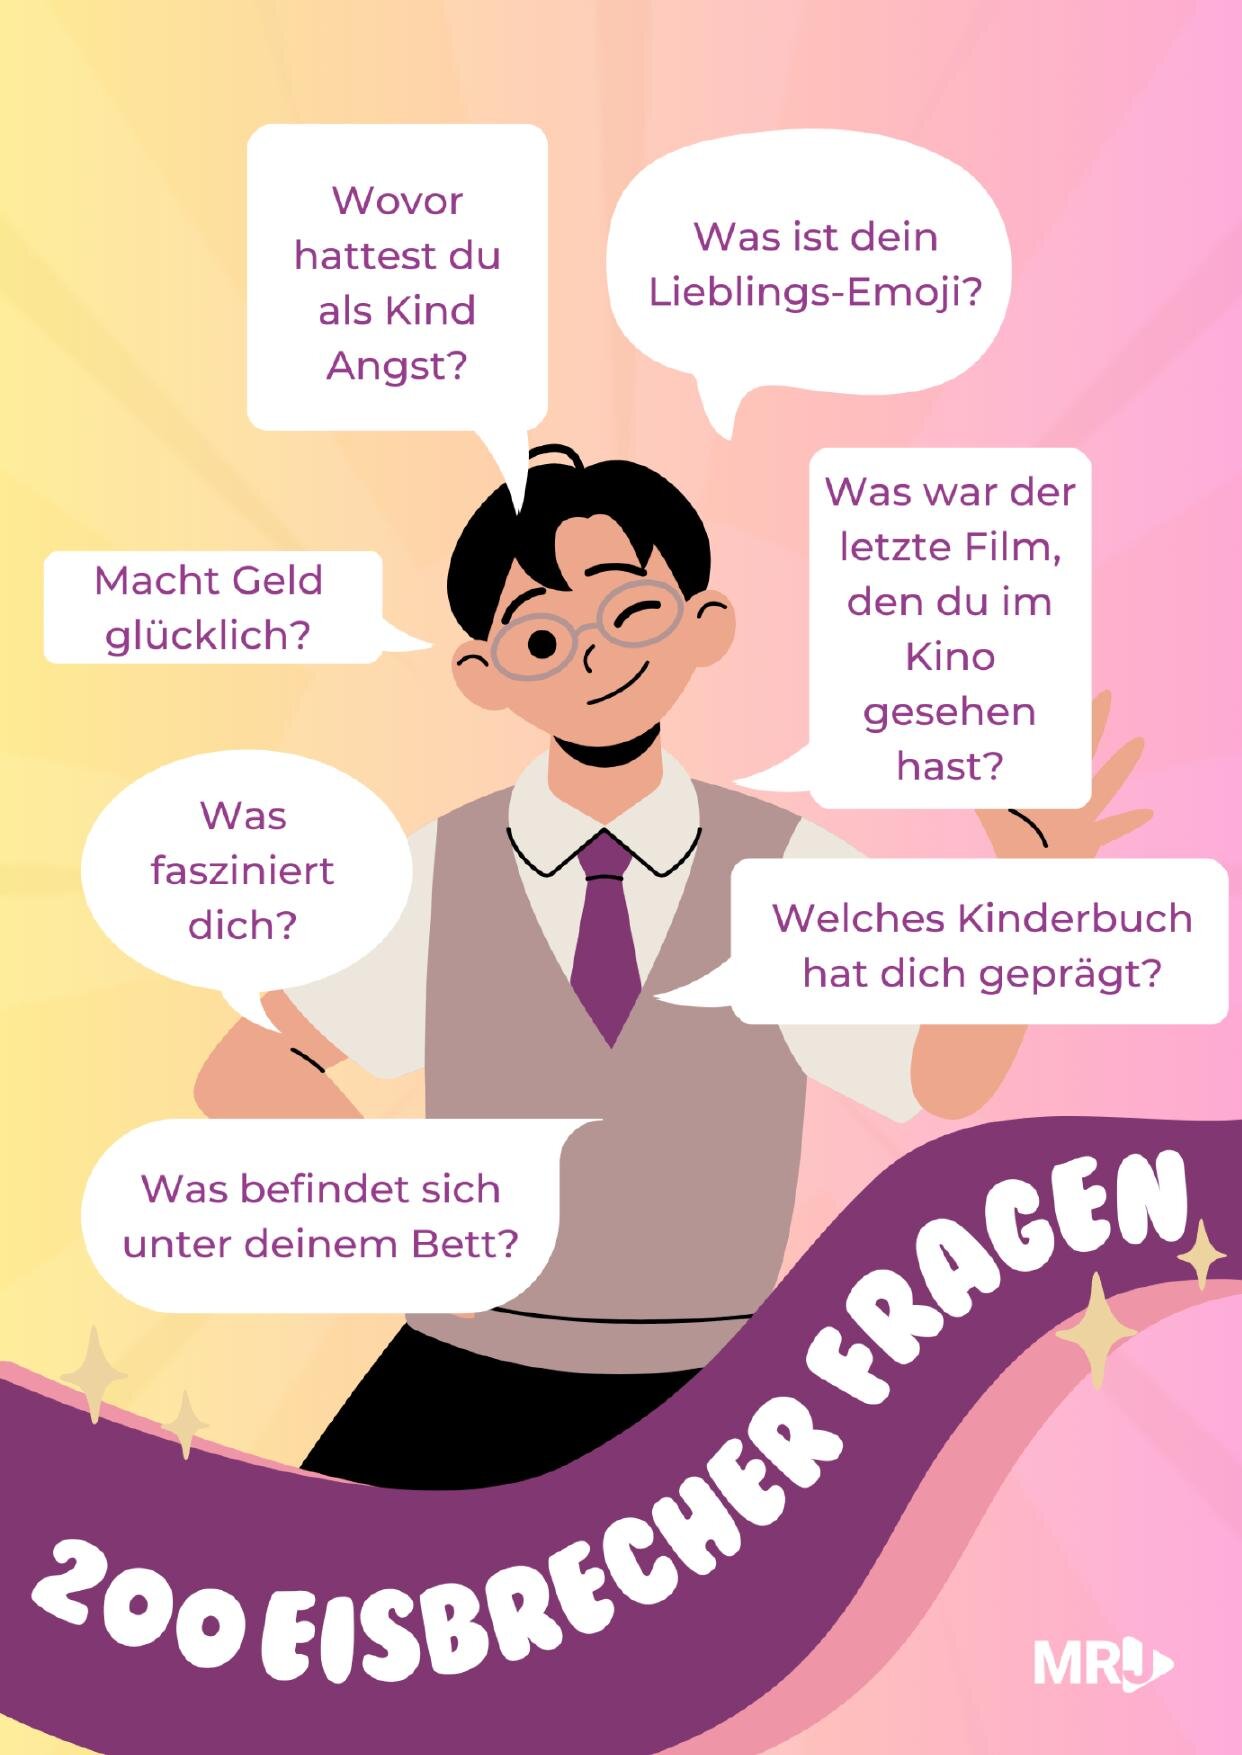 Wovor
hattest du
als Kind
Angst?
Was ist dein
Lieblings-Emoji?
Was war der
letzte Film,
den du im
Kino
gesehen
hast?
Macht Geld
glücklich?
Was
fasziniert
dich?
Welches Kinderbuch
hat dich geprägt?
Was befindet sich
unter deinem Bett?
200 EISBRECHER FRAGEN
MRJ